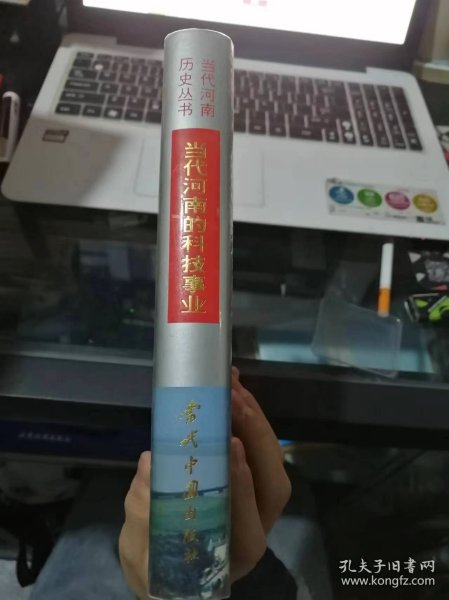 当代河南
历史丛书
当代河南的科技事业
当代中国出版社
孔夫子旧书网
www.kongfz.com